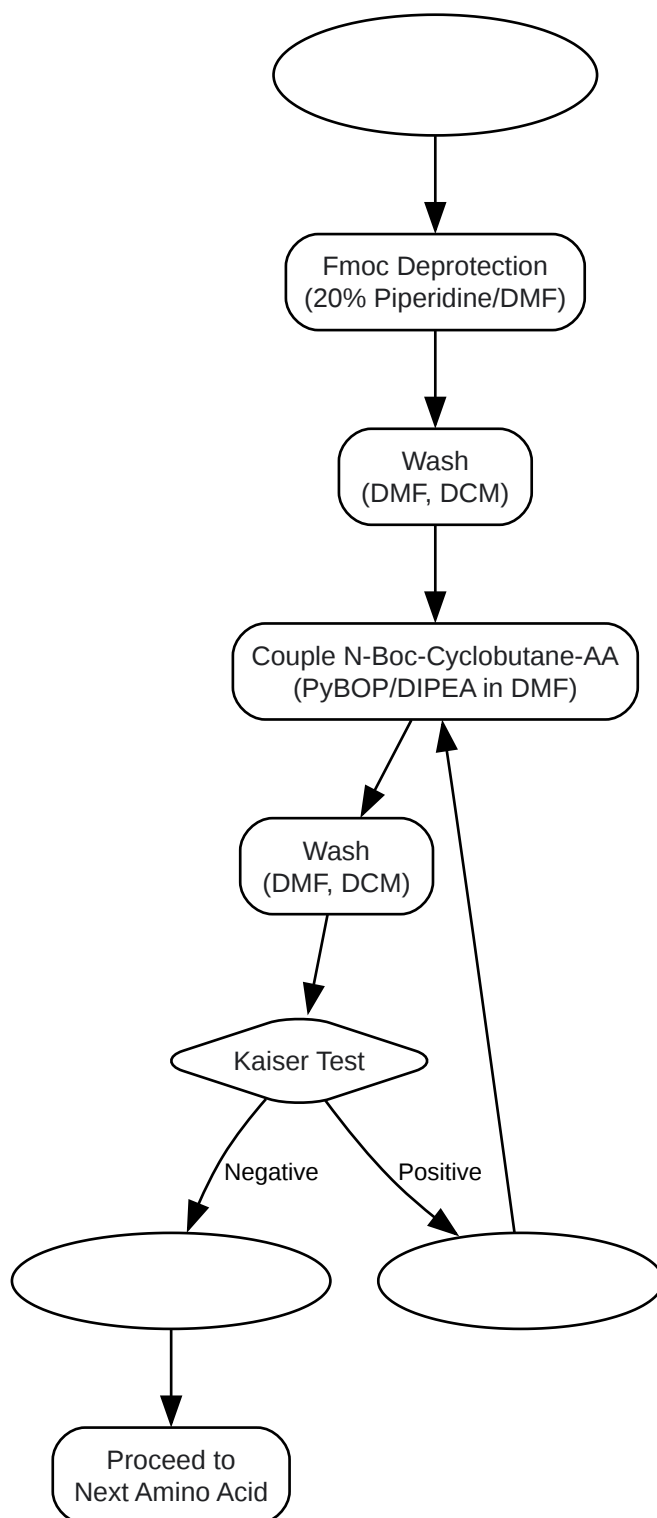 Fmoc Deprotection
(20% Piperidine/DMF)
Wash
(DMF, DCM)
Couple N-Boc-Cyclobutane-AA
(PyBOP/DIPEA in DMF)
Wash
(DMF, DCM)
Kaiser Test
Negative
Positive
Proceed to
Next Amino Acid